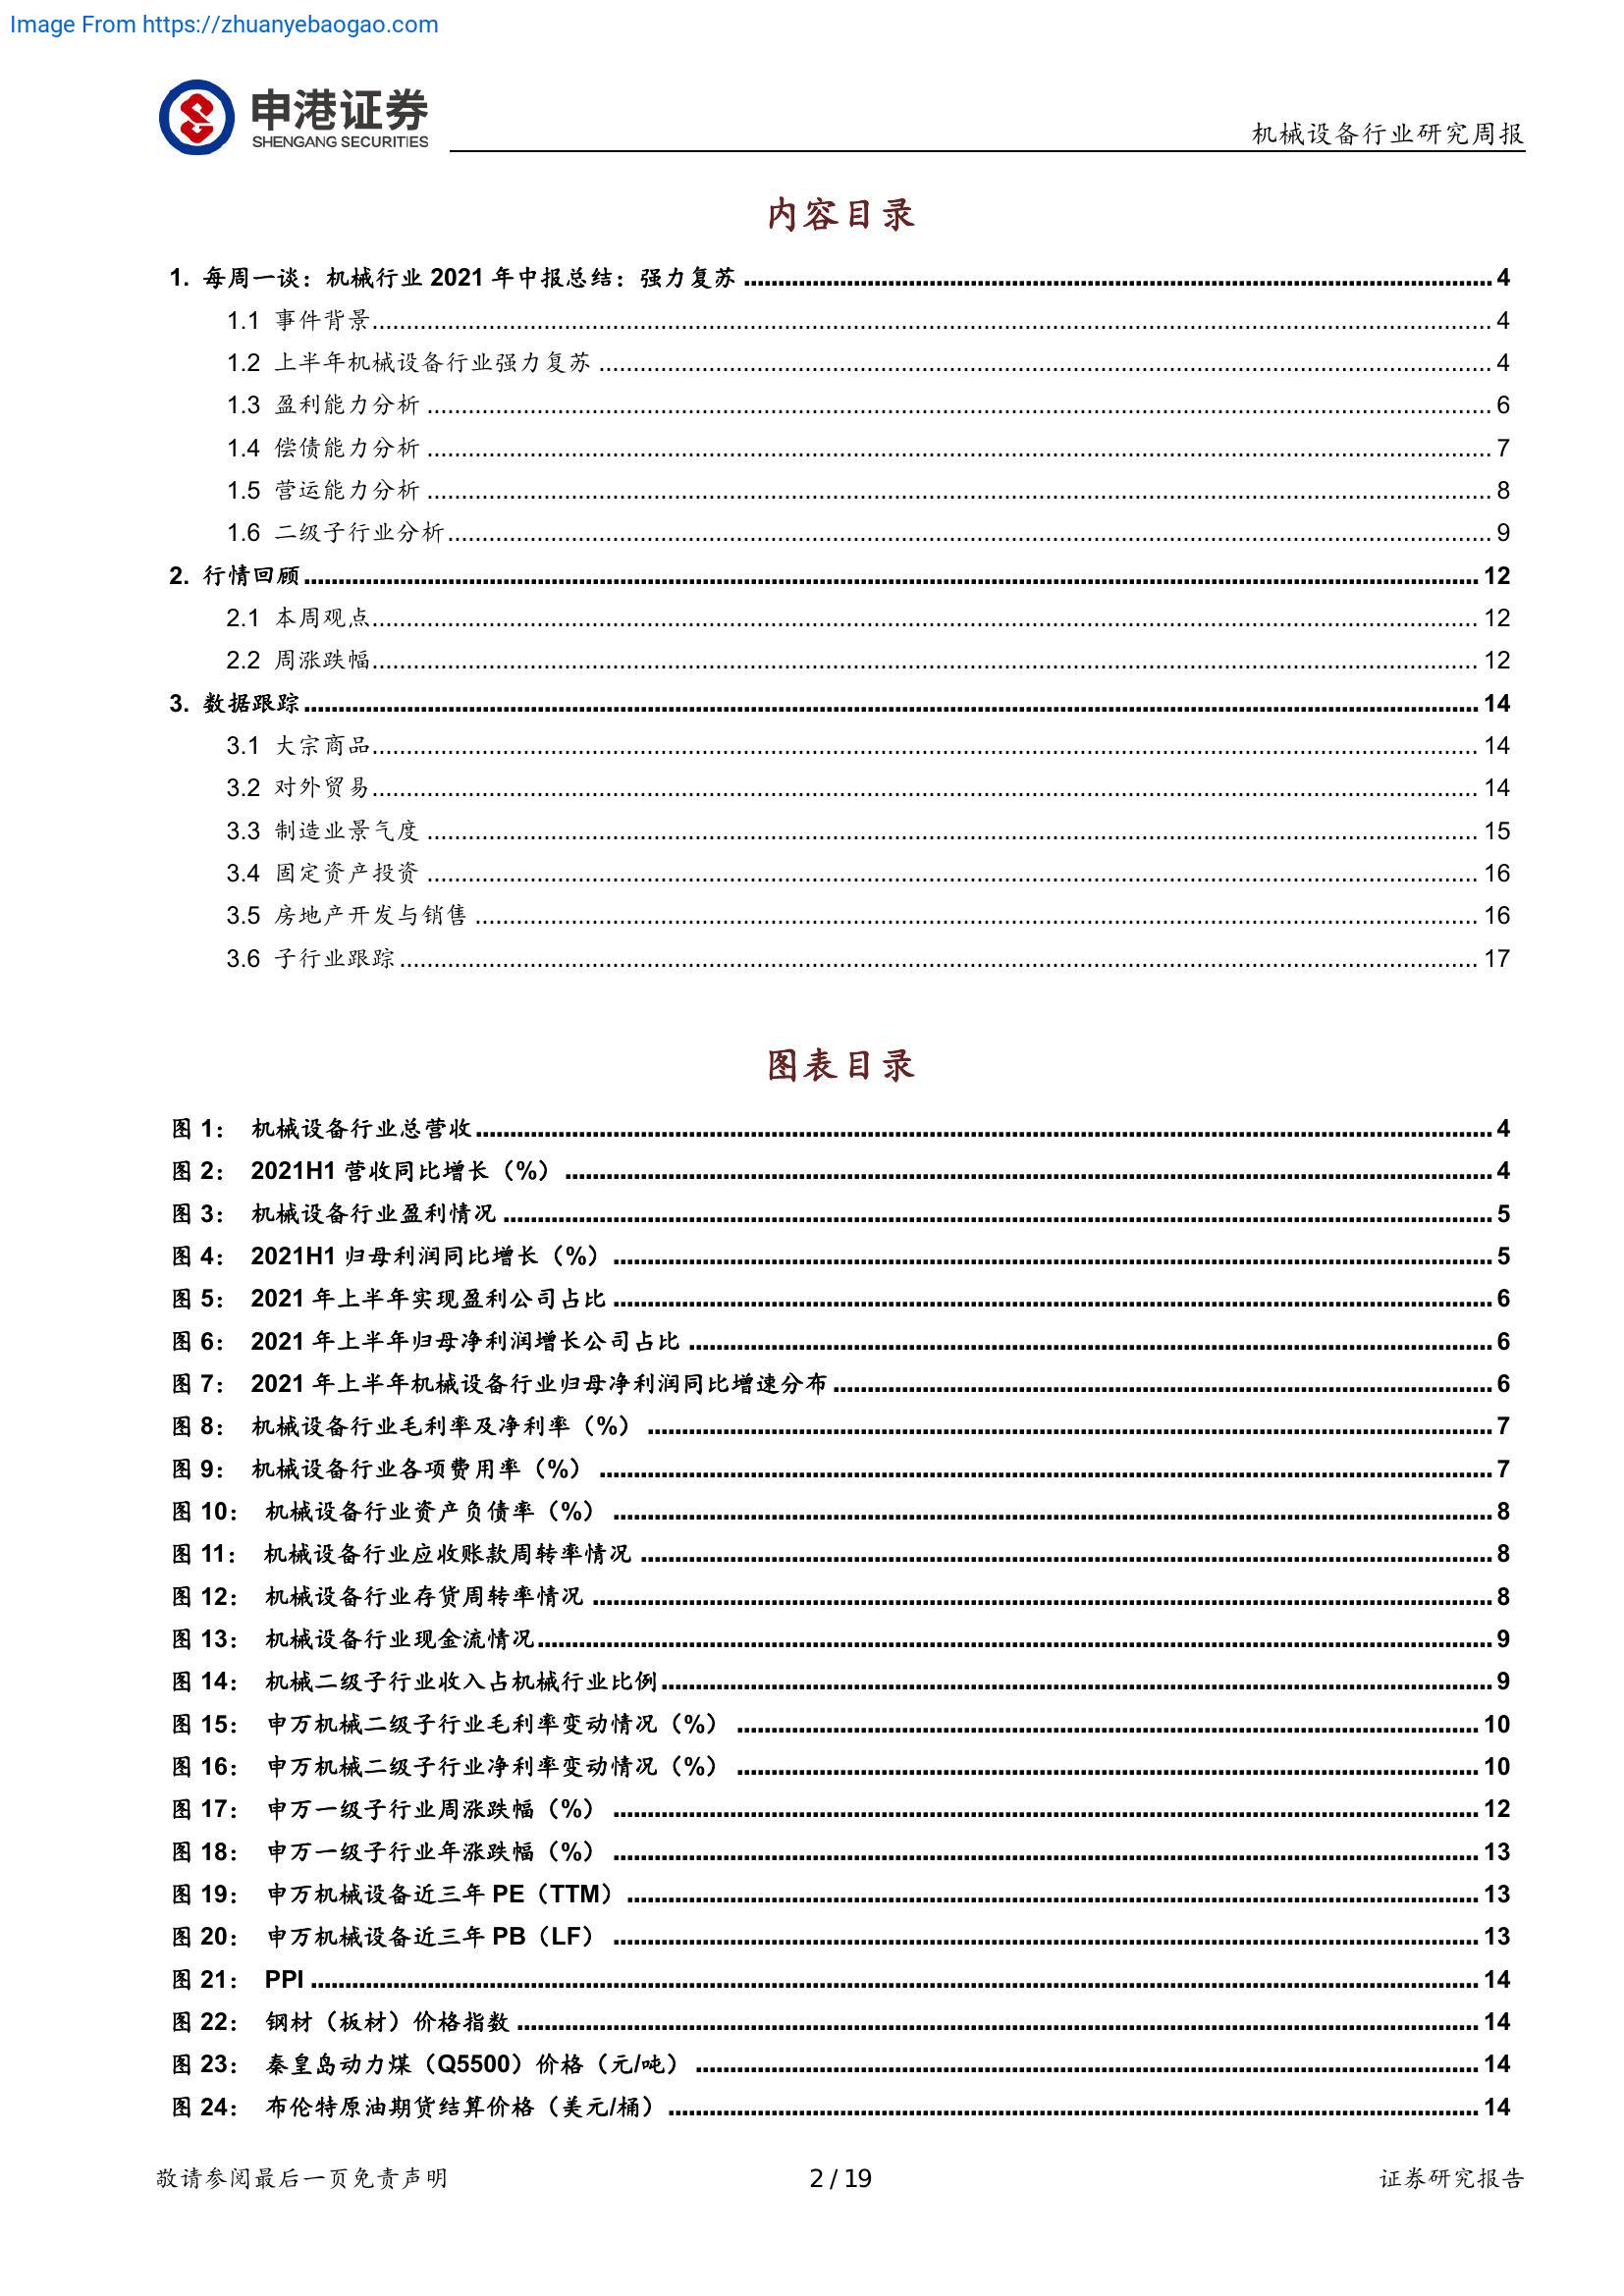 Image From https://zhuanyebaogao.com
申港证券
SHENGANG SECURITIES
机械设备行业研究周报
内容目录
1. 每周一谈：机械行业 2021 年中报总结：强力复苏 4
1.1 事件背景 4
1.2 上半年机械设备行业强力复苏 4
1.3 盈利能力分析 6
1.4 偿债能力分析 7
1.5 营运能力分析 8
1.6 二级子行业分析 9
2. 行情回顾 12
2.1 本周观点 12
2.2 周涨跌幅 12
3. 数据跟踪 14
3.1 大宗商品 14
3.2 对外贸易 14
3.3 制造业景气度 15
3.4 固定资产投资 16
3.5 房地产开发与销售 16
3.6 子行业跟踪 17
图表目录
图 1： 机械设备行业总营收 4
图 2： 2021H1 营收同比增长（%） 4
图 3： 机械设备行业盈利情况 5
图 4： 2021H1 归母利润同比增长（%） 5
图 5： 2021 年上半年实现盈利公司占比 6
图 6： 2021 年上半年归母净利润增长公司占比 6
图 7： 2021 年上半年机械设备行业归母净利润同比增速分布 6
图 8： 机械设备行业毛利率及净利率（%） 7
图 9： 机械设备行业各项费用率（%） 7
图 10： 机械设备行业资产负债率（%） 8
图 11： 机械设备行业应收账款周转率情况 8
图 12： 机械设备行业存货周转率情况 8
图 13： 机械设备行业现金流情况 9
图 14： 机械二级子行业收入占机械行业比例 9
图 15： 申万机械二级子行业毛利率变动情况（%） 10
图 16： 申万机械二级子行业净利率变动情况（%） 10
图 17： 申万一级子行业周涨跌幅（%） 12
图 18： 申万一级子行业年涨跌幅（%） 13
图 19： 申万机械设备近三年 PE（TTM） 13
图 20： 申万机械设备近三年 PB（LF） 13
图 21： PPI 14
图 22： 钢材（板材）价格指数 14
图 23： 秦皇岛动力煤（Q5500）价格（元/吨） 14
图 24： 布伦特原油期货结算价格（美元/桶） 14
敬请参阅最后一页免责声明
2 / 19
证券研究报告